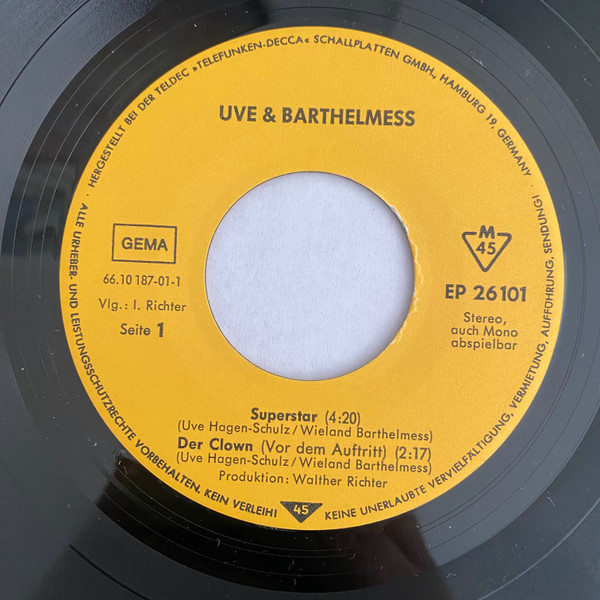 · HERGESTELLT BEI DER TELDEC »TELEFUNKEN-DECCA« SCHALLPLATTEN GMBH., HAMBURG 19, GERMANY ·
UVE & BARTHELMESS
GEMA
66.10 187-01-1
Vlg.: I. Richter
Seite 1
M
45
EP 26101
Stereo,
auch Mono
abspielbar
Superstar (4:20)
(Uve Hagen-Schulz / Wieland Barthelmess)
Der Clown (Vor dem Auftritt) (2:17)
(Uve Hagen-Schulz / Wieland Barthelmess)
Produktion: Walther Richter
ALLE URHEBER- UND LEISTUNGSSCHUTZRECHTE VORBEHALTEN. KEIN VERLEIH! KEINE UNERLAUBTE VERVIELFÄLTIGUNG, VERMIETUNG, AUFFÜHRUNG, SENDUNG!
45